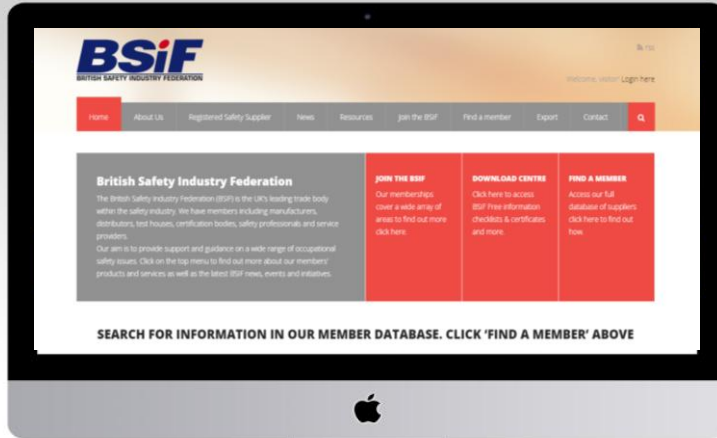 BSiF
BRITISH SAFETY INDUSTRY FEDERATION
rss
Welcome, visitor! Login here
Home About Us Registered Safety Supplier News Resources Join the BSIF Find a member Export Contact
British Safety Industry Federation
The British Safety Industry Federation (BSIF) is the UK's leading trade body
within the safety industry. We have members including manufacturers,
distributors, test houses, certification bodies, safety professionals and service
providers.
Our aim is to provide support and guidance on a wide range of occupational
safety issues. Click on the top menu to find out more about our members'
products and services as well as the latest BSIF news, events and initiatives.
JOIN THE BSIF
Our memberships
cover a wide array of
areas to find out more
click here.
DOWNLOAD CENTRE
Click here to access
BSIF Free information
checklists & certificates
and more.
FIND A MEMBER
Access our full
database of suppliers
click here to find out
how.
SEARCH FOR INFORMATION IN OUR MEMBER DATABASE. CLICK 'FIND A MEMBER' ABOVE